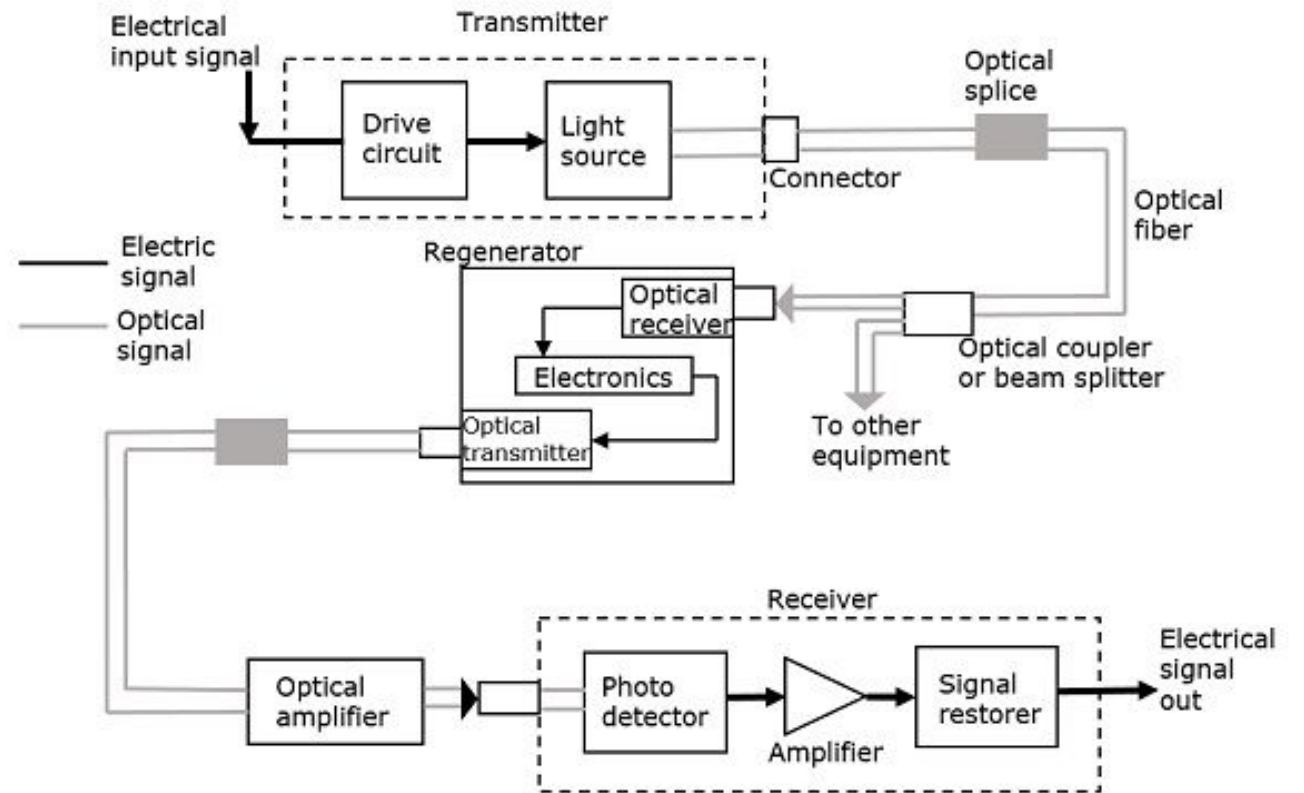 Electrical
input signal
Transmitter
Drive
circuit
Light
source
Connector
Optical
splice
Optical
fiber
Electric
signal
Optical
signal
Regenerator
Optical
receiver
Electronics
Optical
transmitter
Optical coupler
or beam splitter
To other
equipment
Receiver
Optical
amplifier
Photo
detector
Amplifier
Signal
restorer
Electrical
signal
out